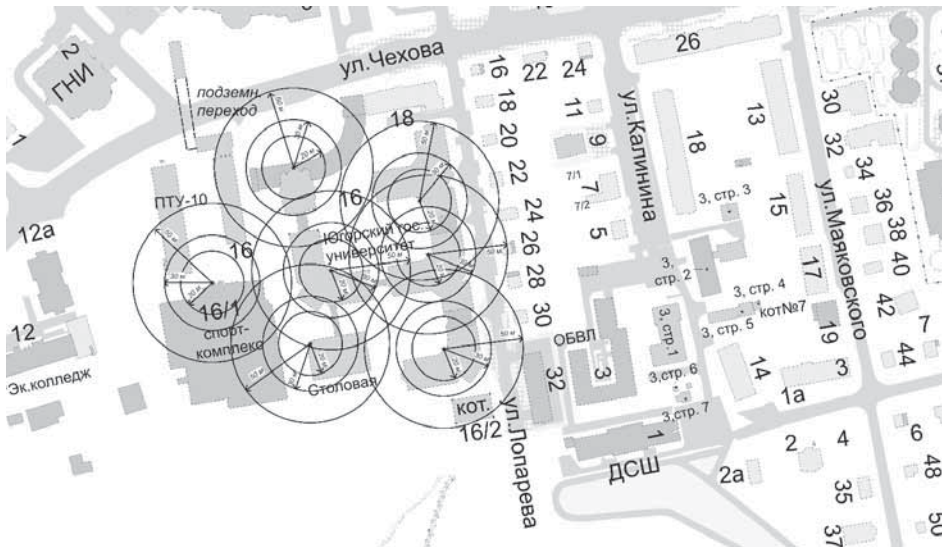 2
ГНИ
1
ул.Чехова
подземн.
переход
18
16
22
24
26
18
11
9
20
ул.Калинина
18
13
30
32
34
22
7/1
7
7/2
3, стр. 3
15
ул.Маяковского
36
38
40
ПТУ-10
12а
16
16
Югорский гос.
университет
24
5
26
28
30
3,
стр. 2
17
42
7
16/1
спорт-
комплекс
3, стр. 4
кот№7
3, стр. 5
19
44
12
Эк.колледж
Столовая
ОБВЛ
3
32
3, стр.1
3,стр. 6
14
3
1а
3,стр. 7
кот.
16/2
ул.Лопарева
1
ДСШ
2а
2
4
6
48
35
37
50
20 м
30 м
50 м